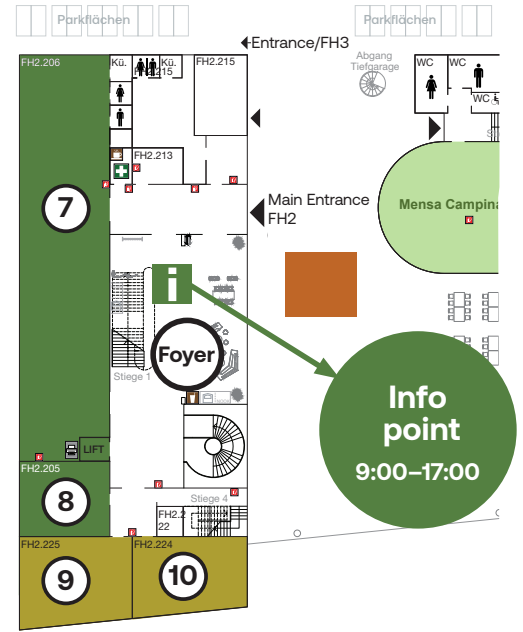 Parkflächen
Parkflächen
Entrance/FH3
FH2.206
Kü.
Kü.
FH2.215
FH2.215
Abgang
Tiefgarage
WC
WC
WC
FH2.213
7
Main Entrance
FH2
Mensa Campina
i
Foyer
Stiege 1
Info
point
9:00–17:00
LIFT
FH2.205
8
Stiege 4
FH2.2
22
FH2.225
FH2.224
9
10